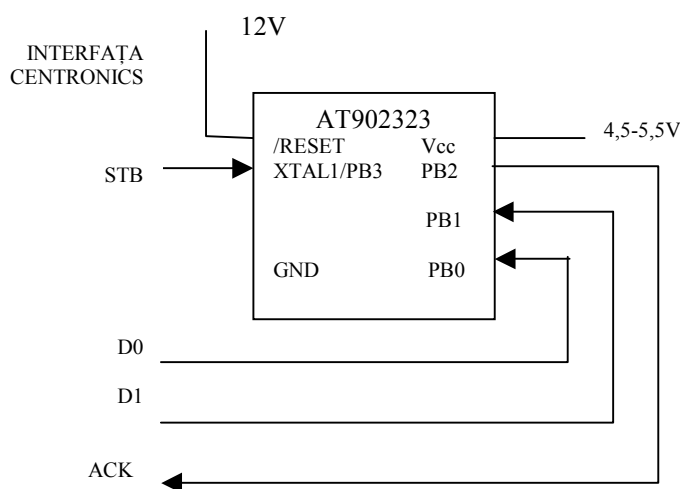 12V
INTERFAȚA
CENTRONICS
AT902323
4,5-5,5V
/RESET Vcc
STB
XTAL1/PB3 PB2
PB1
GND PB0
D0
D1
ACK